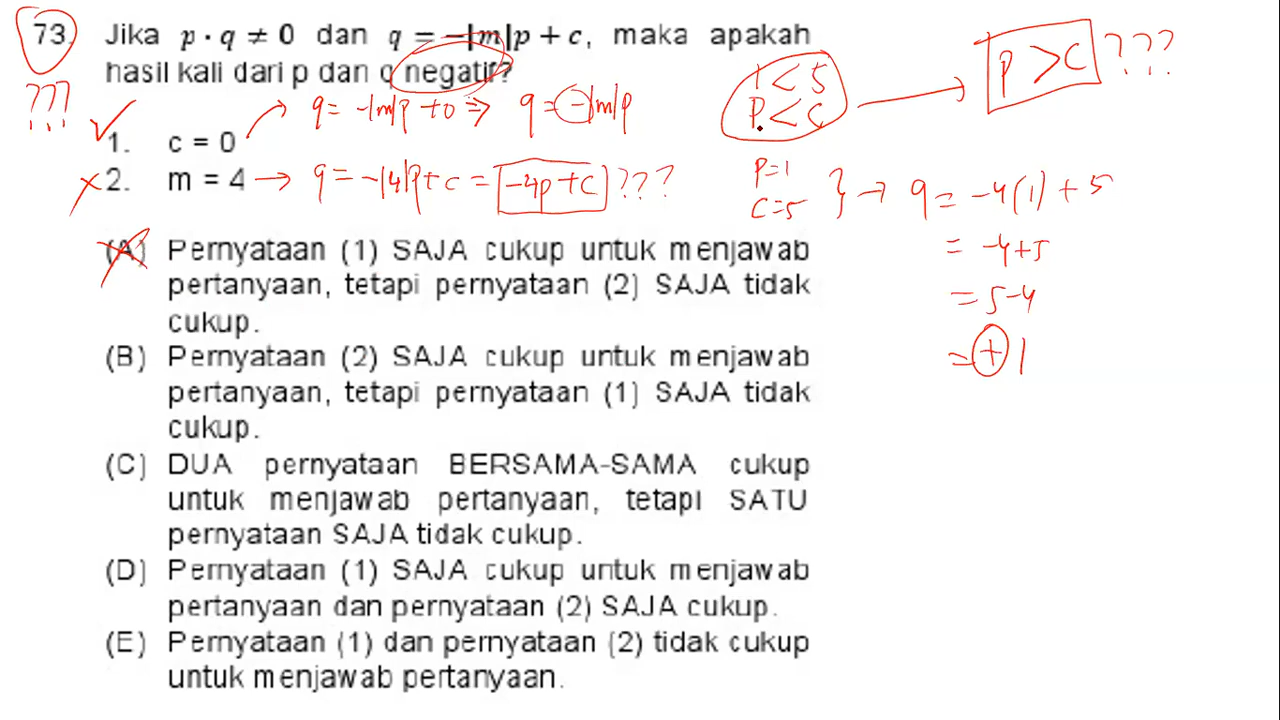 73. Jika p · q ≠ 0 dan q = −|m|p + c, maka apakah
hasil kali dari p dan q negatif?
???
1. c = 0 → q = -|m|p + 0 ⇒ q = -|m|p
2. m = 4 → q = -|4|p + c = -4p + c ???
1 < 5
p < c → p > c ???
p = 1
c = 5 } → q = -4(1) + 5
= -4 + 5
= 5 - 4
= + 1
(A) Pernyataan (1) SAJA cukup untuk menjawab
pertanyaan, tetapi pernyataan (2) SAJA tidak
cukup.
(B) Pernyataan (2) SAJA cukup untuk menjawab
pertanyaan, tetapi pernyataan (1) SAJA tidak
cukup.
(C) DUA pernyataan BERSAMA-SAMA cukup
untuk menjawab pertanyaan, tetapi SATU
pernyataan SAJA tidak cukup.
(D) Pernyataan (1) SAJA cukup untuk menjawab
pertanyaan dan pernyataan (2) SAJA cukup.
(E) Pernyataan (1) dan pernyataan (2) tidak cukup
untuk menjawab pertanyaan.